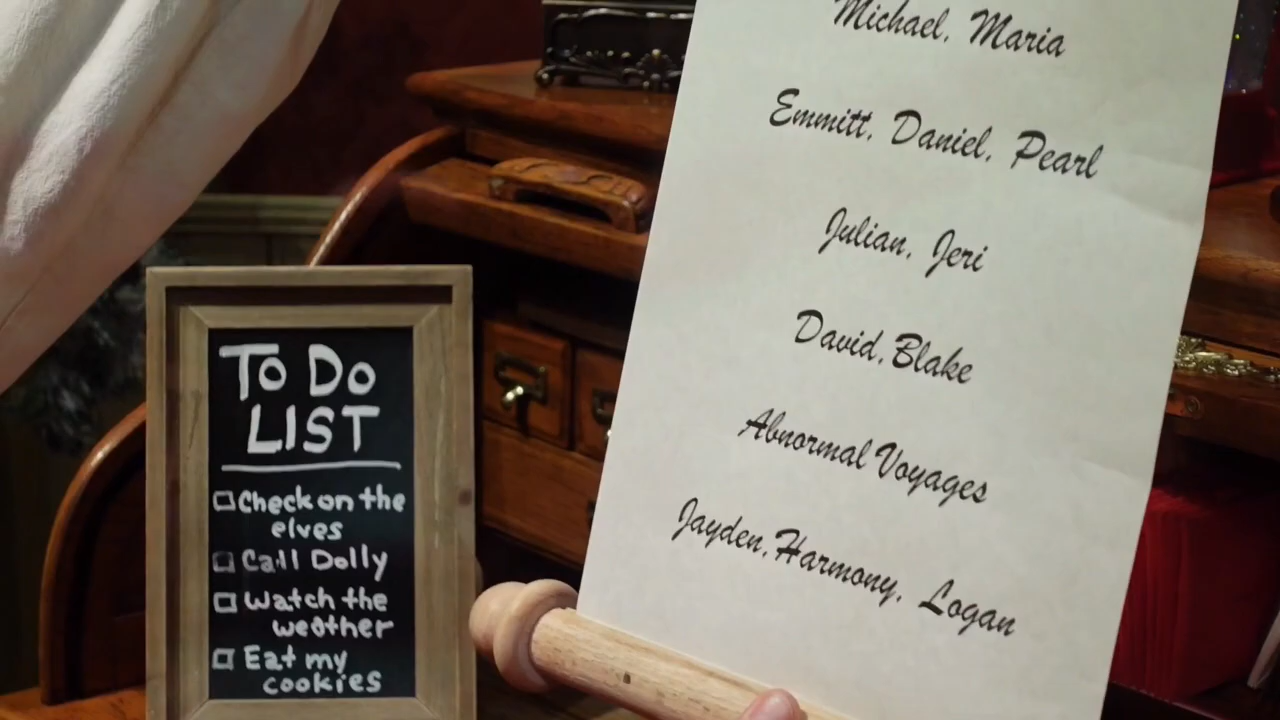 To Do
LIST
Check on the
elves
Call Dolly
Watch the
weather
Eat my
cookies
Michael, Maria
Emmitt, Daniel, Pearl
Julian, Jeri
David, Blake
Abnormal Voyages
Jayden, Harmony, Logan